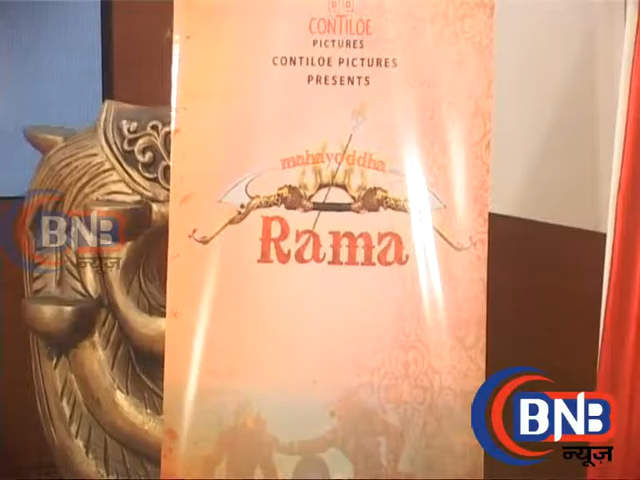 CONTILOE
PICTURES
CONTILOE PICTURES
PRESENTS
mahayoddha
Rama
BNB
न्यूज़
BNB
न्यूज़